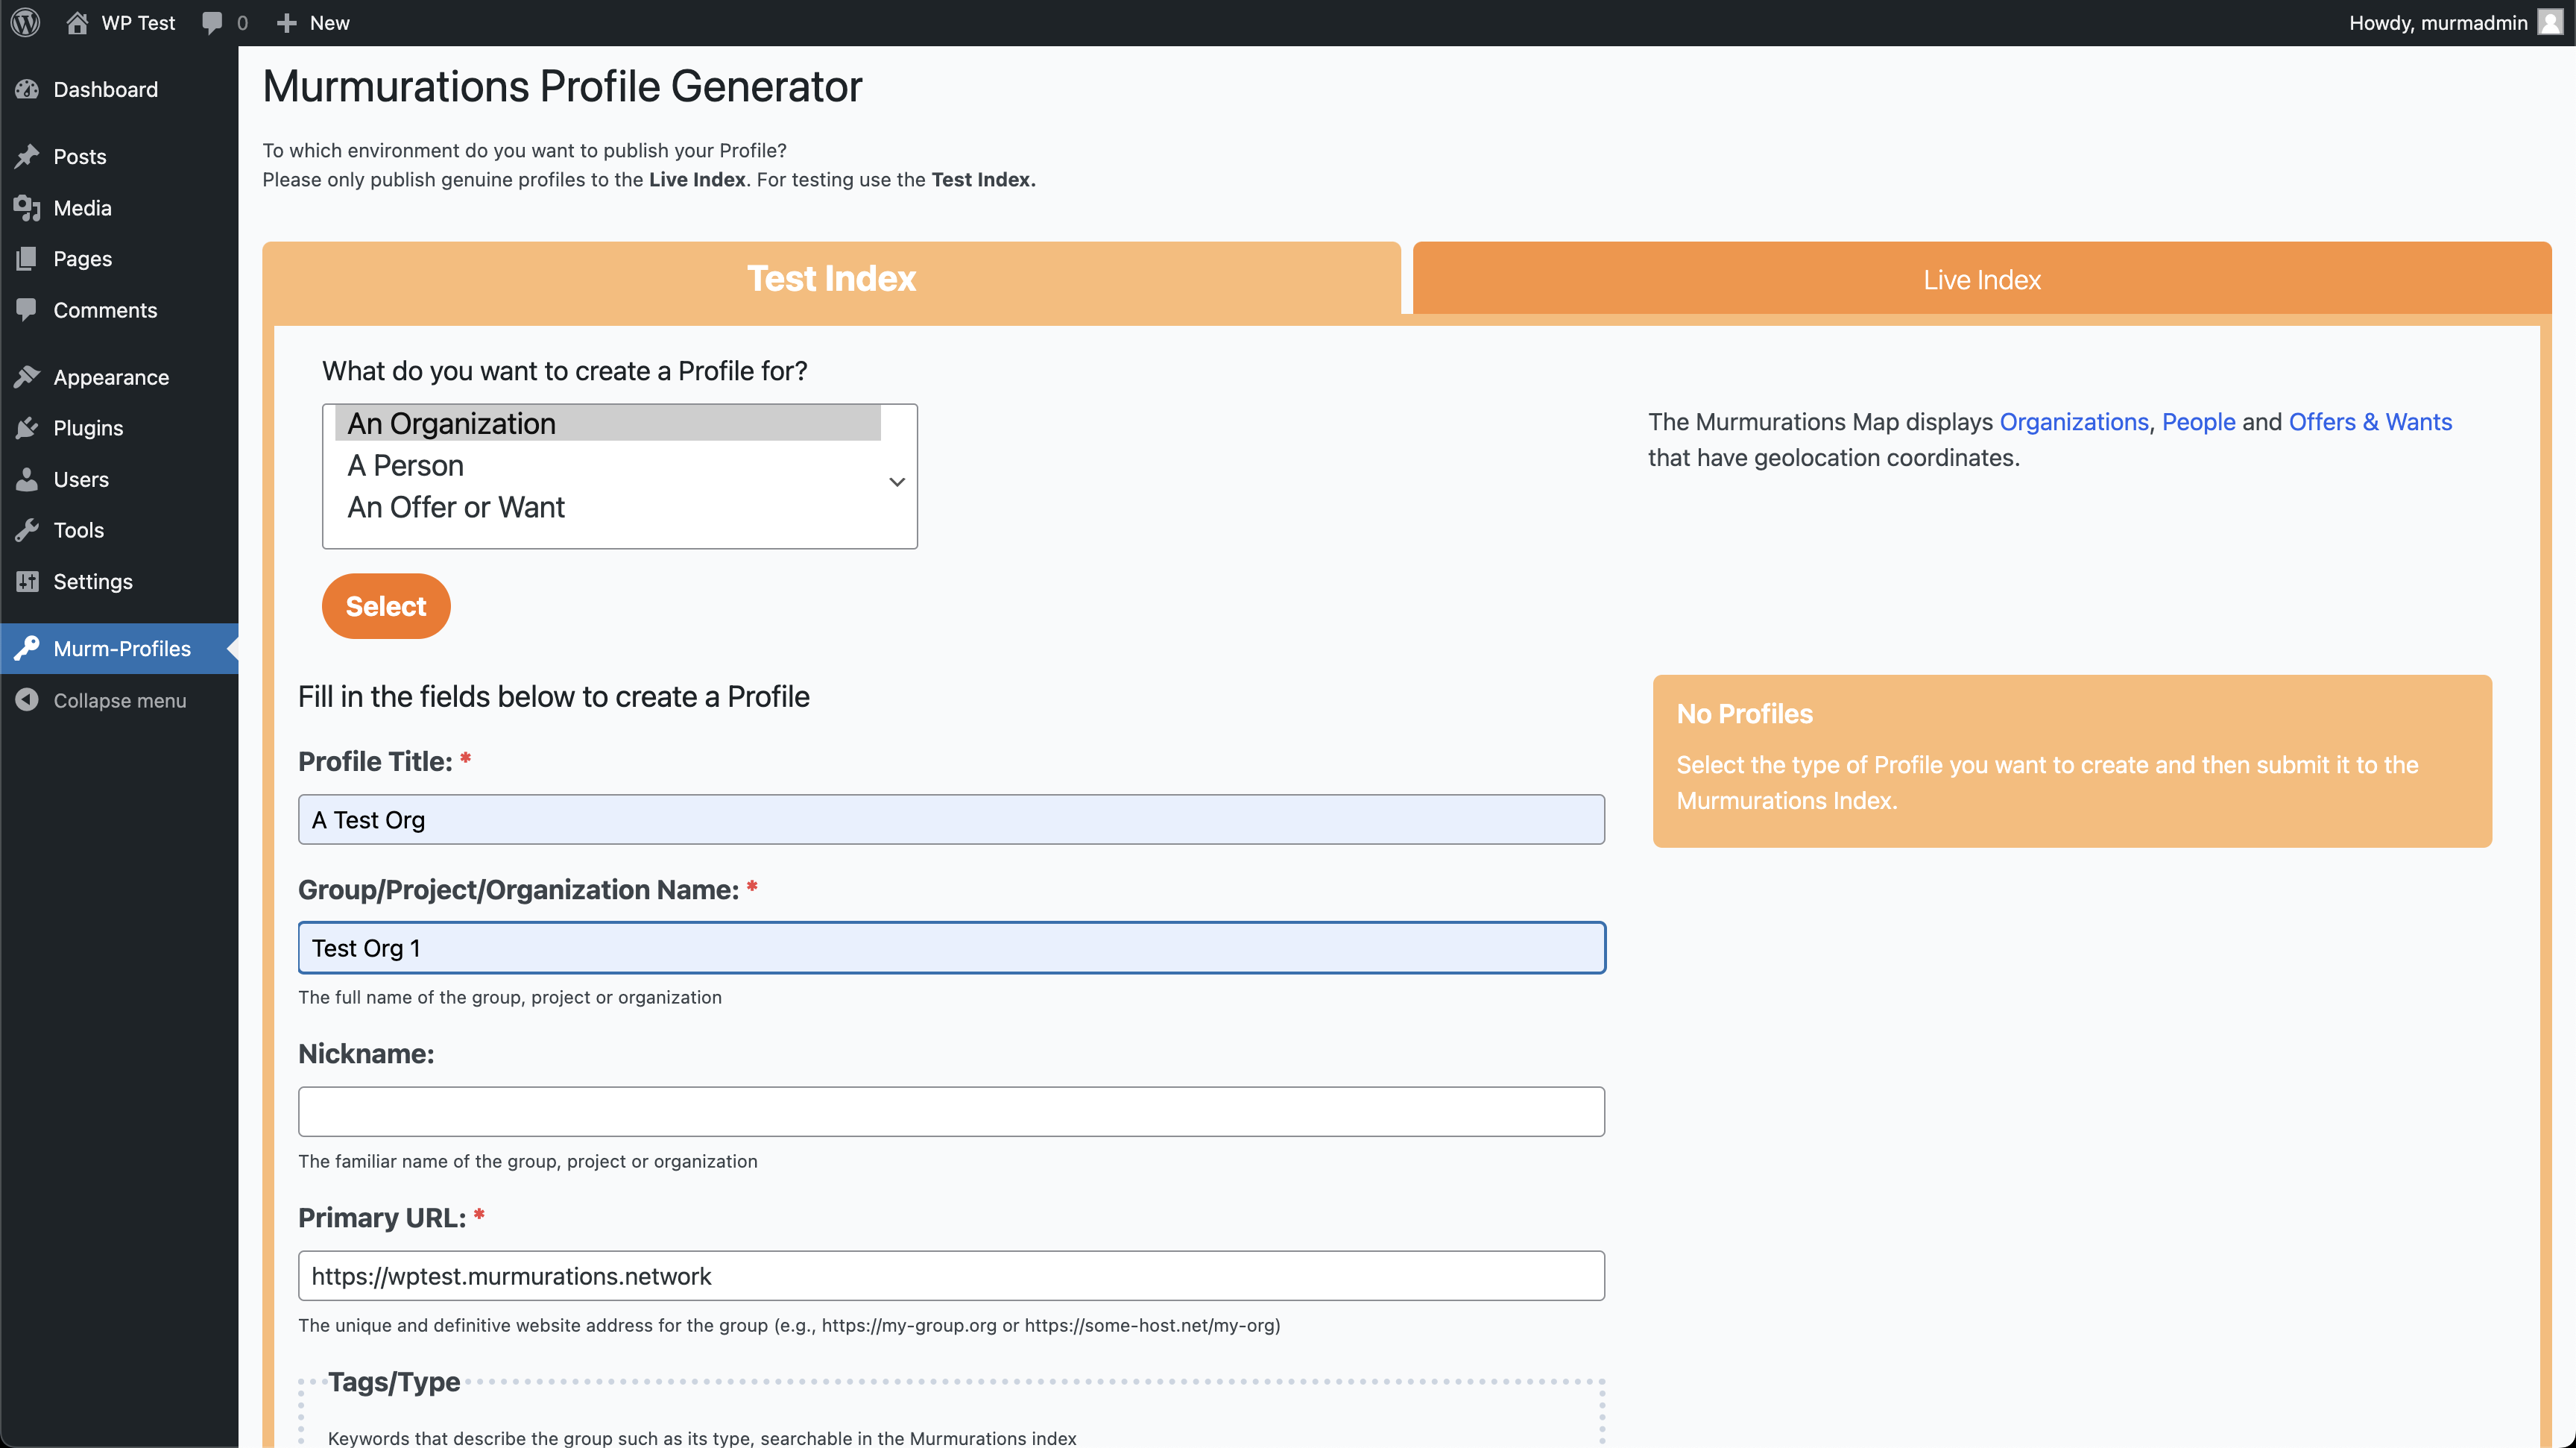 WP Test
0
New
Howdy, murmadmin
Dashboard
Posts
Media
Pages
Comments
Appearance
Plugins
Users
Tools
Settings
Murm-Profiles
Collapse menu
Murmurations Profile Generator
To which environment do you want to publish your Profile?
Please only publish genuine profiles to the Live Index. For testing use the Test Index.
Test Index
Live Index
What do you want to create a Profile for?
An Organization
A Person
An Offer or Want
Select
The Murmurations Map displays Organizations, People and Offers & Wants
that have geolocation coordinates.
Fill in the fields below to create a Profile
Profile Title: *
A Test Org
Group/Project/Organization Name: *
Test Org 1
The full name of the group, project or organization
Nickname:
The familiar name of the group, project or organization
Primary URL: *
https://wptest.murmurations.network
The unique and definitive website address for the group (e.g., https://my-group.org or https://some-host.net/my-org)
Tags/Type
Keywords that describe the group such as its type, searchable in the Murmurations index
No Profiles
Select the type of Profile you want to create and then submit it to the
Murmurations Index.